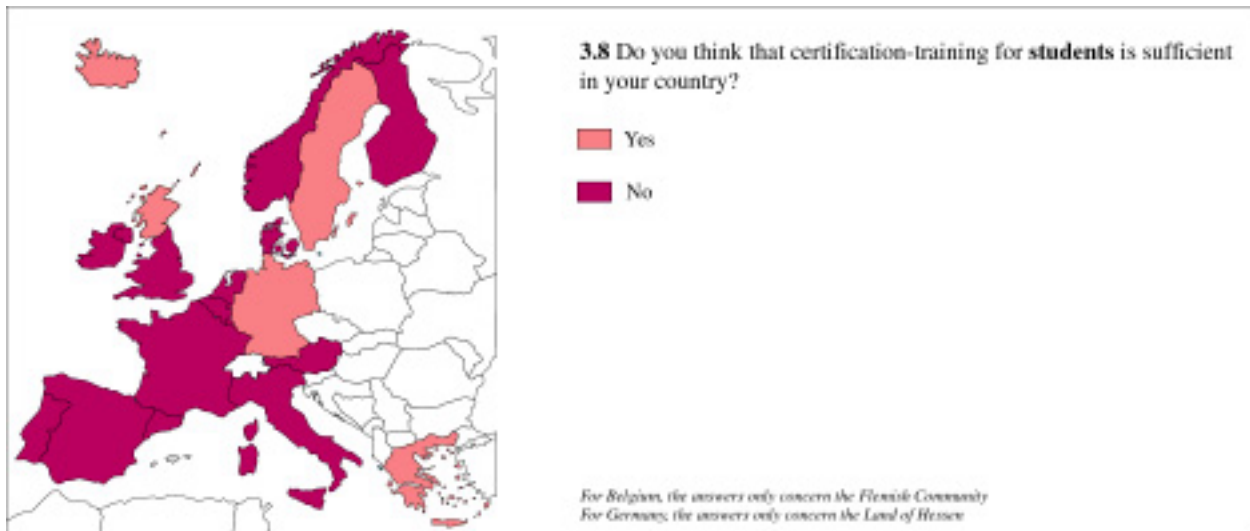 3.8 Do you think that certification-training for students is sufficient
in your country?
Yes
No
For Belgium, the answers only concern the Flemish Community
For Germany, the answers only concern the Land of Hessen